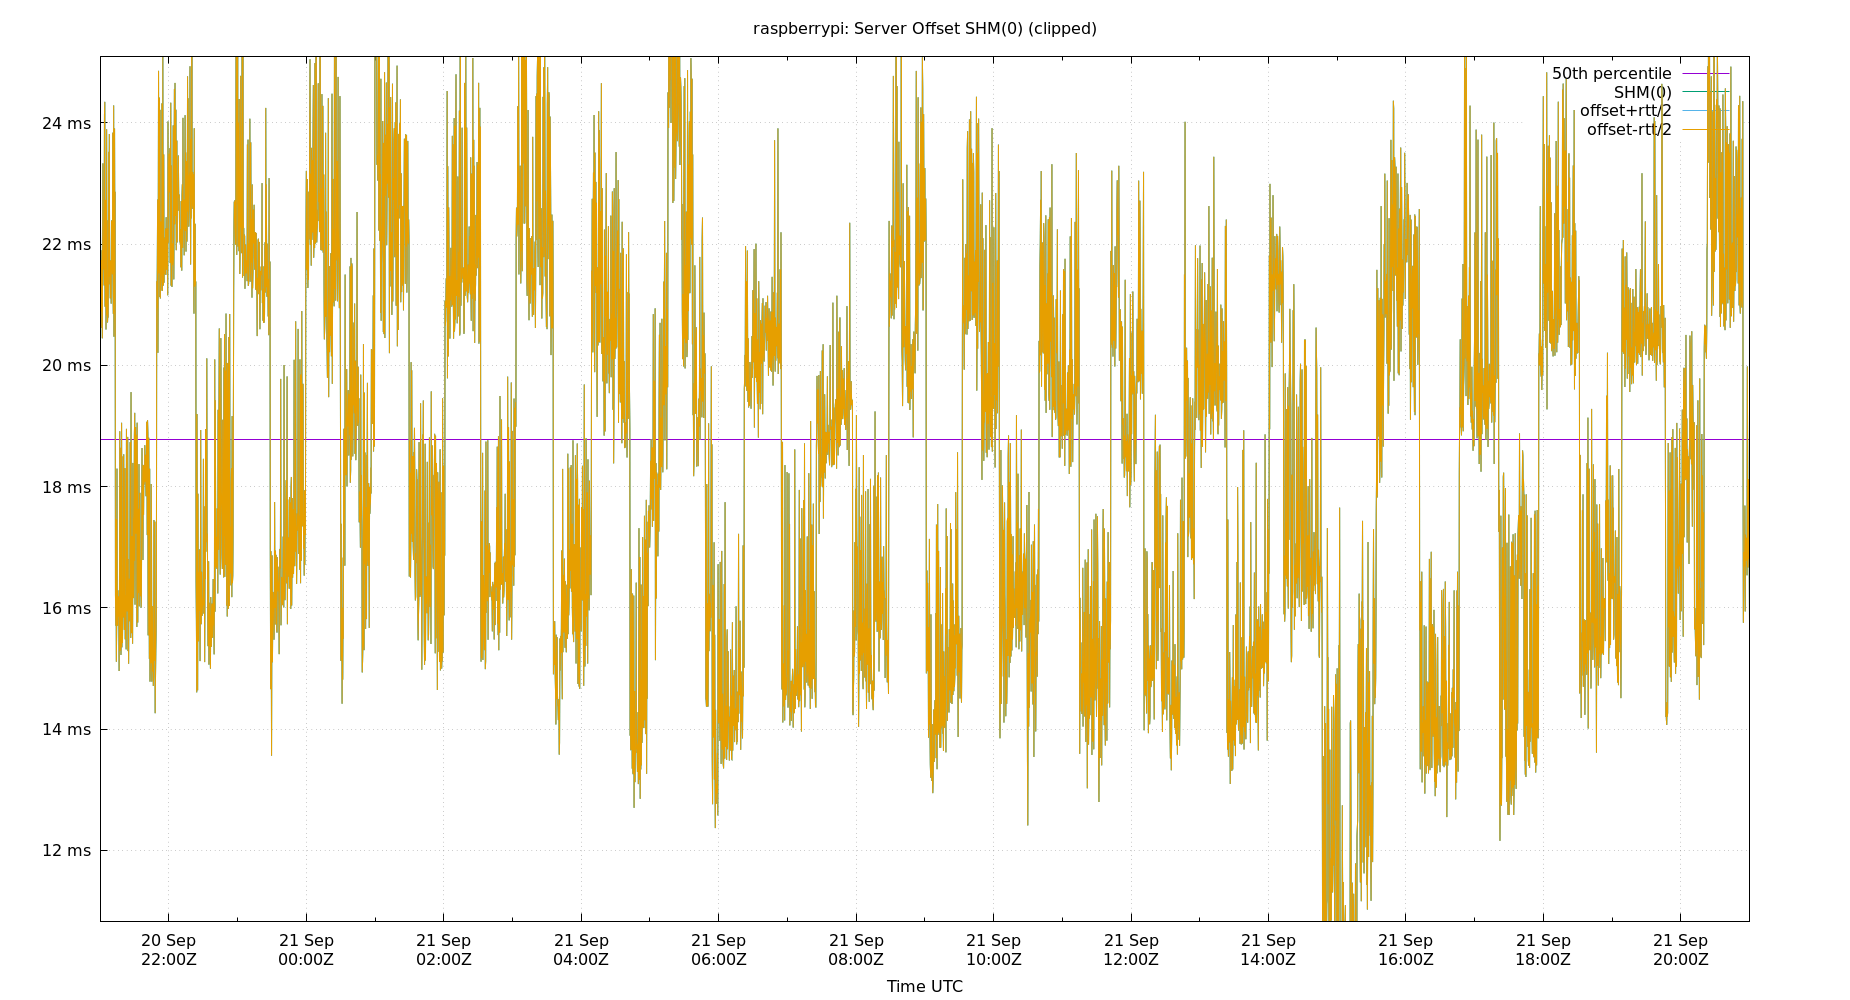 raspberrypi: Server Offset SHM(0) (clipped)
50th percentile
SHM(0)
offset+rtt/2
offset-rtt/2
24 ms
22 ms
20 ms
18 ms
16 ms
14 ms
12 ms
20 Sep 21 Sep 21 Sep 21 Sep 21 Sep 21 Sep 21 Sep 21 Sep 21 Sep 21 Sep 21 Sep 21 Sep
22:00Z 00:00Z 02:00Z 04:00Z 06:00Z 08:00Z 10:00Z 12:00Z 14:00Z 16:00Z 18:00Z 20:00Z
Time UTC